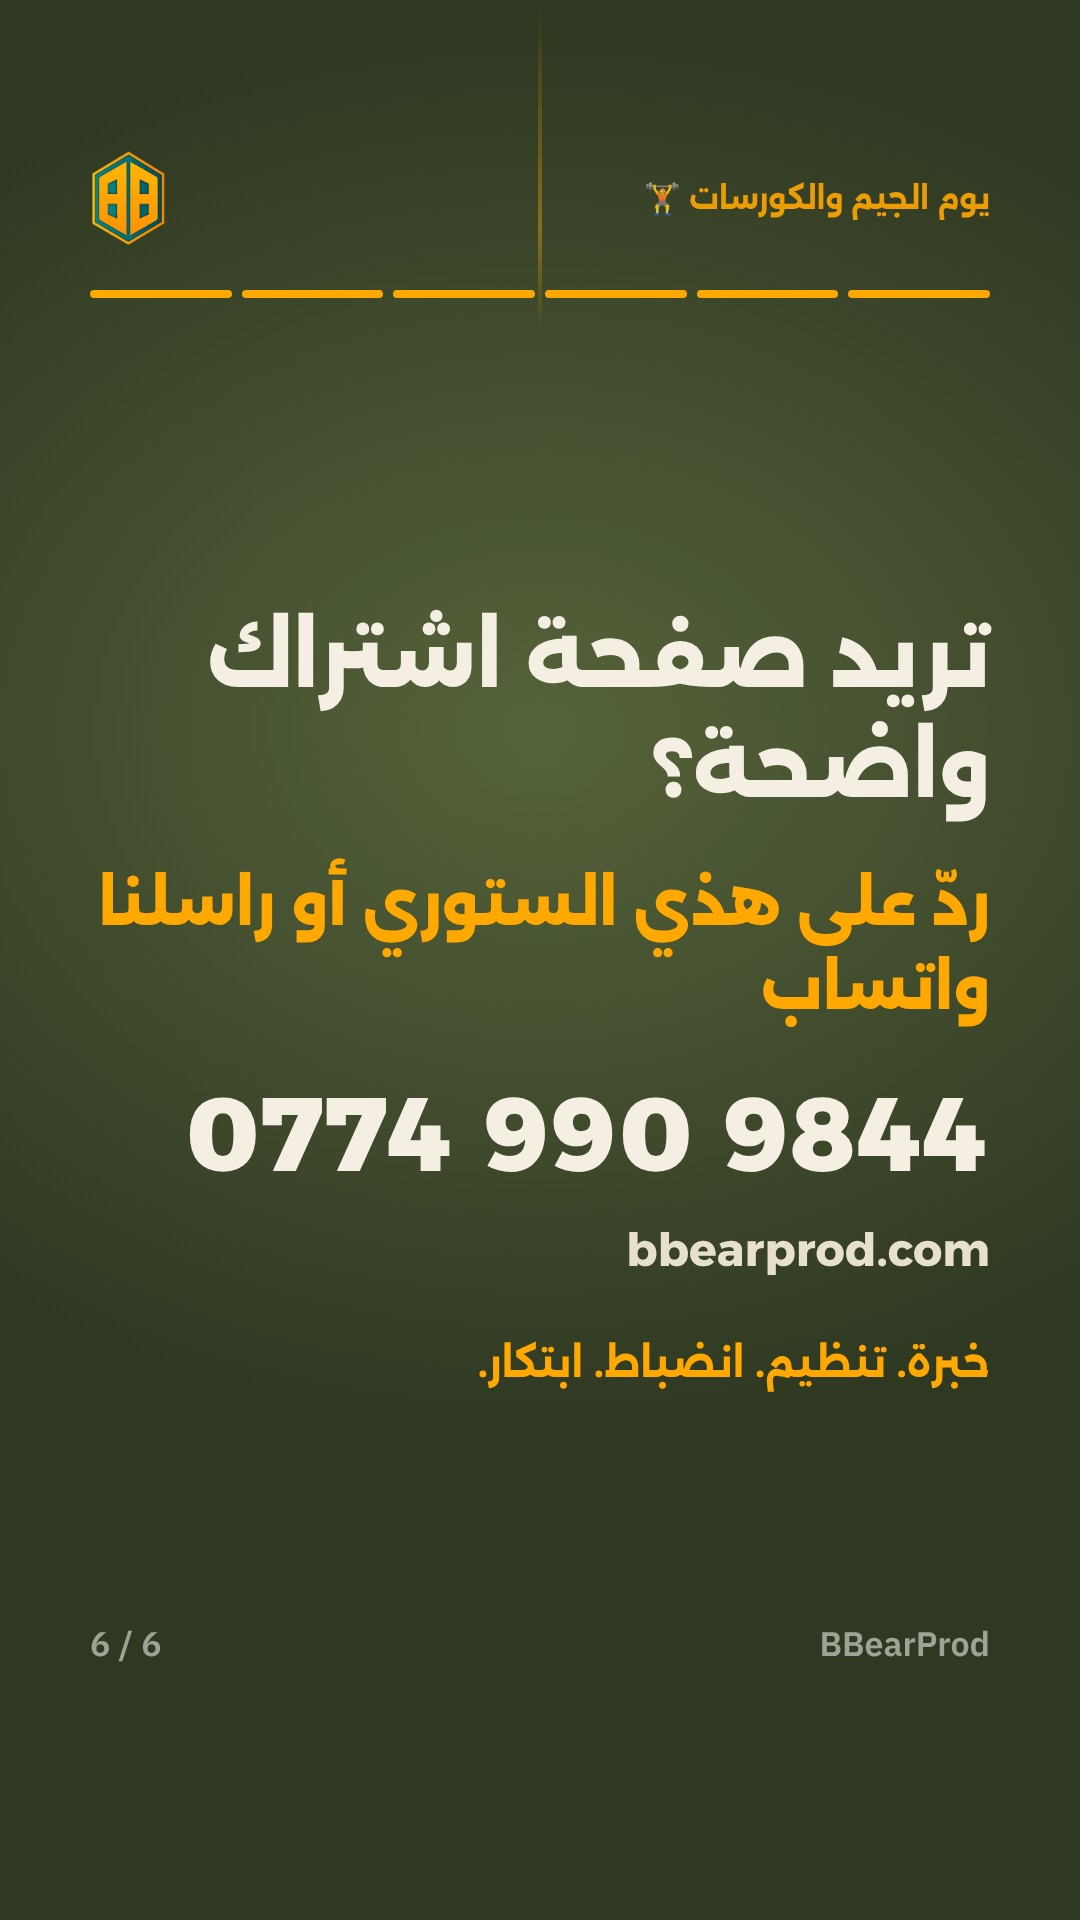 يوم الجيم والكورسات 🏋️
تريد صفحة اشتراك
واضحة؟
ردّ على هذي الستوري أو راسلنا
واتساب
0774 990 9844
bbearprod.com
خبرة. تنظيم. انضباط. ابتكار.
BBearProd
6 / 6